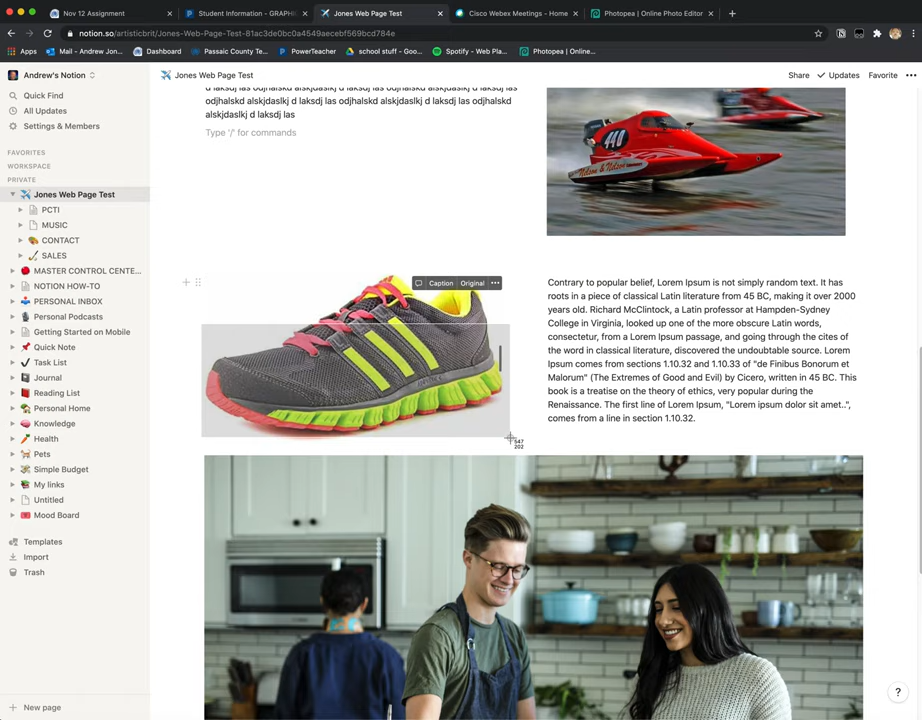 Nov 12 Assignment
Student Information - GRAPHI
Jones Web Page Test
Cisco Webex Meetings - Home
Photopea | Online Photo Editor
notion.so/artisticbrit/Jones-Web-Page-Test-81ac3de0bc0a4549aecebf569bcd784e
Apps
Mail - Andrew Jon...
Dashboard
Passaic County Te...
PowerTeacher
school stuff - Goo...
Spotify - Web Pla...
Photopea | Online...
Andrew's Notion
Jones Web Page Test
Share
Updates
Favorite
Quick Find
All Updates
Settings & Members
FAVORITES
WORKSPACE
PRIVATE
Jones Web Page Test
PCTI
MUSIC
CONTACT
SALES
MASTER CONTROL CENTE...
NOTION HOW-TO
PERSONAL INBOX
Personal Podcasts
Getting Started on Mobile
Quick Note
Task List
Journal
Reading List
Personal Home
Knowledge
Health
Pets
Simple Budget
My links
Untitled
Mood Board
Templates
Import
Trash
New page
d laksdj las odjhalskd alaskjdaslkj d laksdj las odjhalskd alskjdaslkj d laksdj las
odjhalskd alskjdaslkj d laksdj las odjhalskd alskjdaslkj d laksdj las odjhalskd
alskjdaslkj d laksdj las
Type '/' for commands
440
Nelson & Nelson
Caption
Original
547
202
Contrary to popular belief, Lorem Ipsum is not simply random text. It has
roots in a piece of classical Latin literature from 45 BC, making it over 2000
years old. Richard McClintock, a Latin professor at Hampden-Sydney
College in Virginia, looked up one of the more obscure Latin words,
consectetur, from a Lorem Ipsum passage, and going through the cites of
the word in classical literature, discovered the undoubtable source. Lorem
Ipsum comes from sections 1.10.32 and 1.10.33 of "de Finibus Bonorum et
Malorum" (The Extremes of Good and Evil) by Cicero, written in 45 BC. This
book is a treatise on the theory of ethics, very popular during the
Renaissance. The first line of Lorem Ipsum, "Lorem ipsum dolor sit amet..",
comes from a line in section 1.10.32.
?